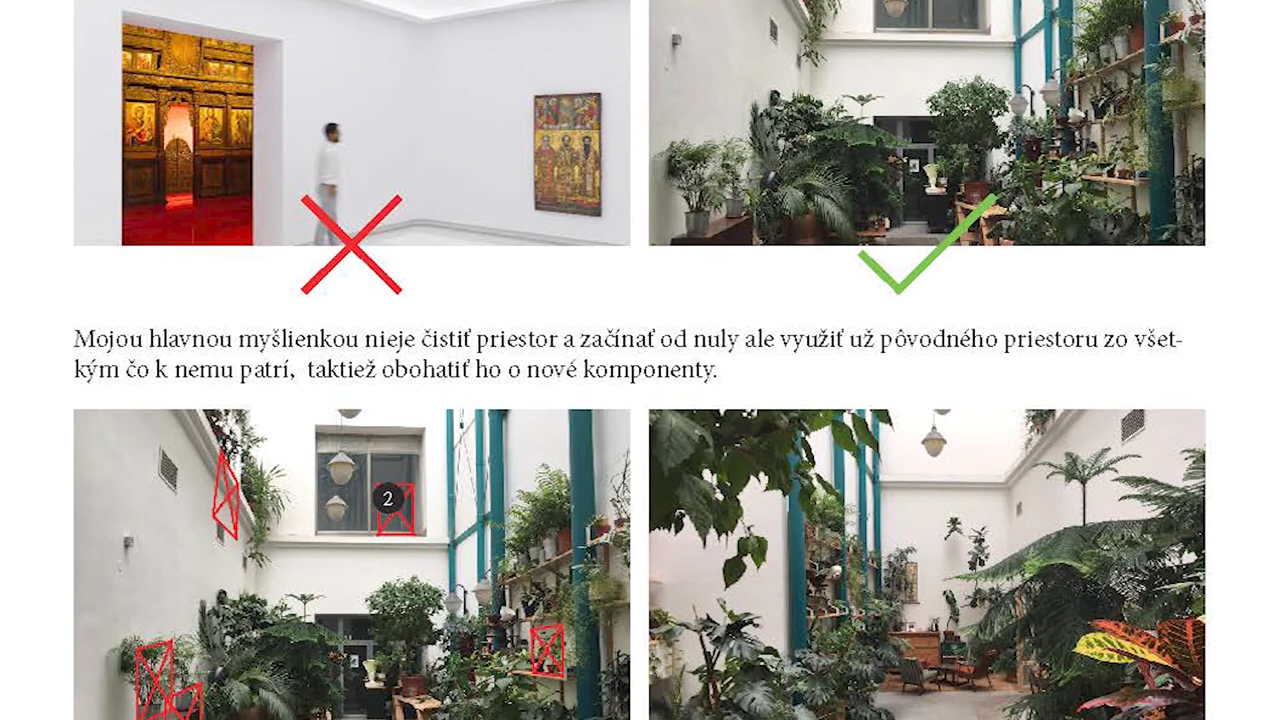 Mojou hlavnou myšlienkou nieje čistiť priestor a začínať od nuly ale využiť už pôvodného priestoru zo všet-
kým čo k nemu patrí, taktiež obohatiť ho o nové komponenty.
2